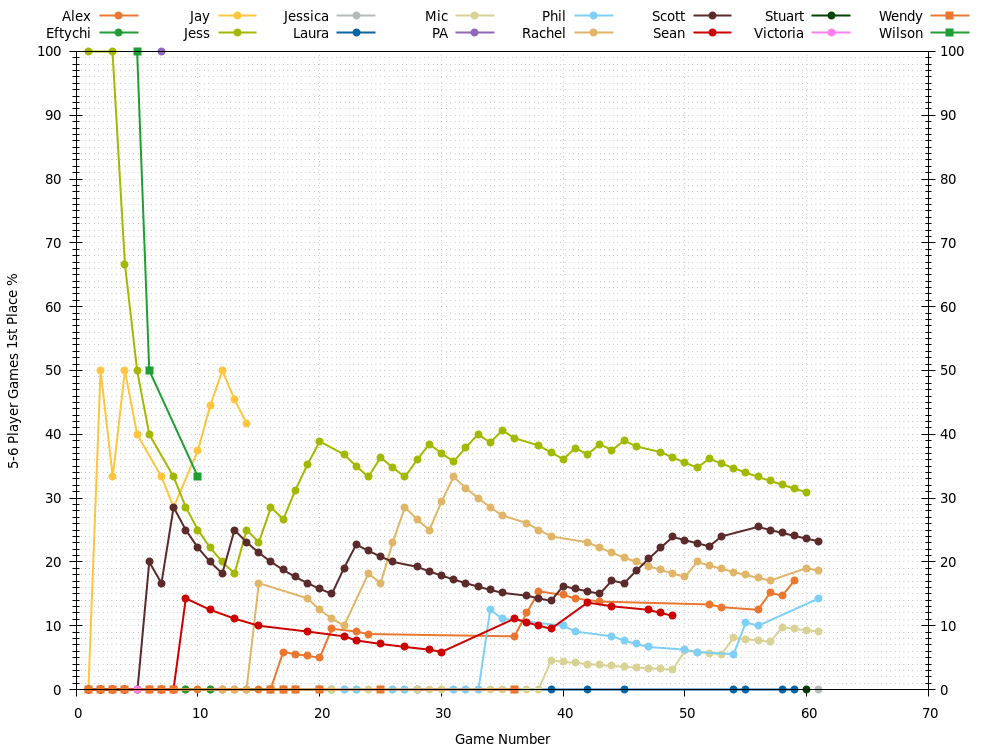 Alex Jay Jessica Mic Phil Scott Stuart Wendy
Eftychi Jess Laura PA Rachel Sean Victoria Wilson
100 100
90 90
80 80
70 70
60 60
50 50
40 40
30 30
20 20
10 10
0 0
5-6 Player Games 1st Place %
0 10 20 30 40 50 60 70
Game Number